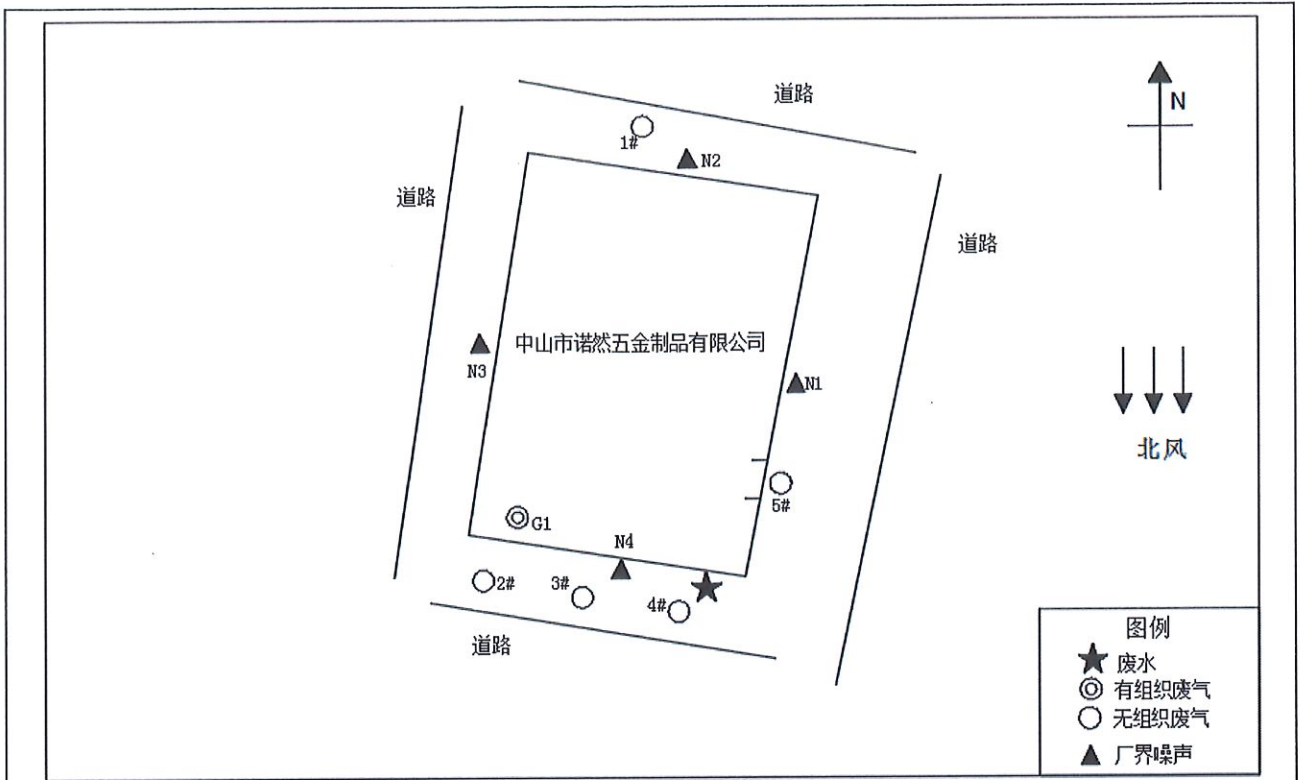 道路
N
1#
N2
道路
道路
中山市诺然五金制品有限公司
N3
N1
北风
5#
G1
N4
2#
3#
4#
道路
图例
废水
有组织废气
无组织废气
厂界噪声